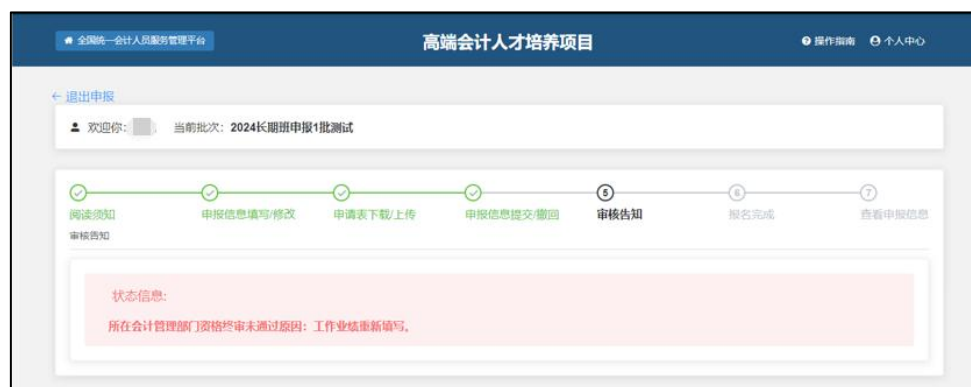 全国统一会计人员服务管理平台
高端会计人才培养项目
操作指南 个人中心
← 退出申报
欢迎你： 当前批次：2024长期班申报1批测试
5 6 7
阅读须知 申报信息填写/修改 申请表下载/上传 申报信息提交/撤回 审核告知 报名完成 查看申报信息
审核告知
状态信息：
所在会计管理部门资格终审未通过原因：工作业绩重新填写。